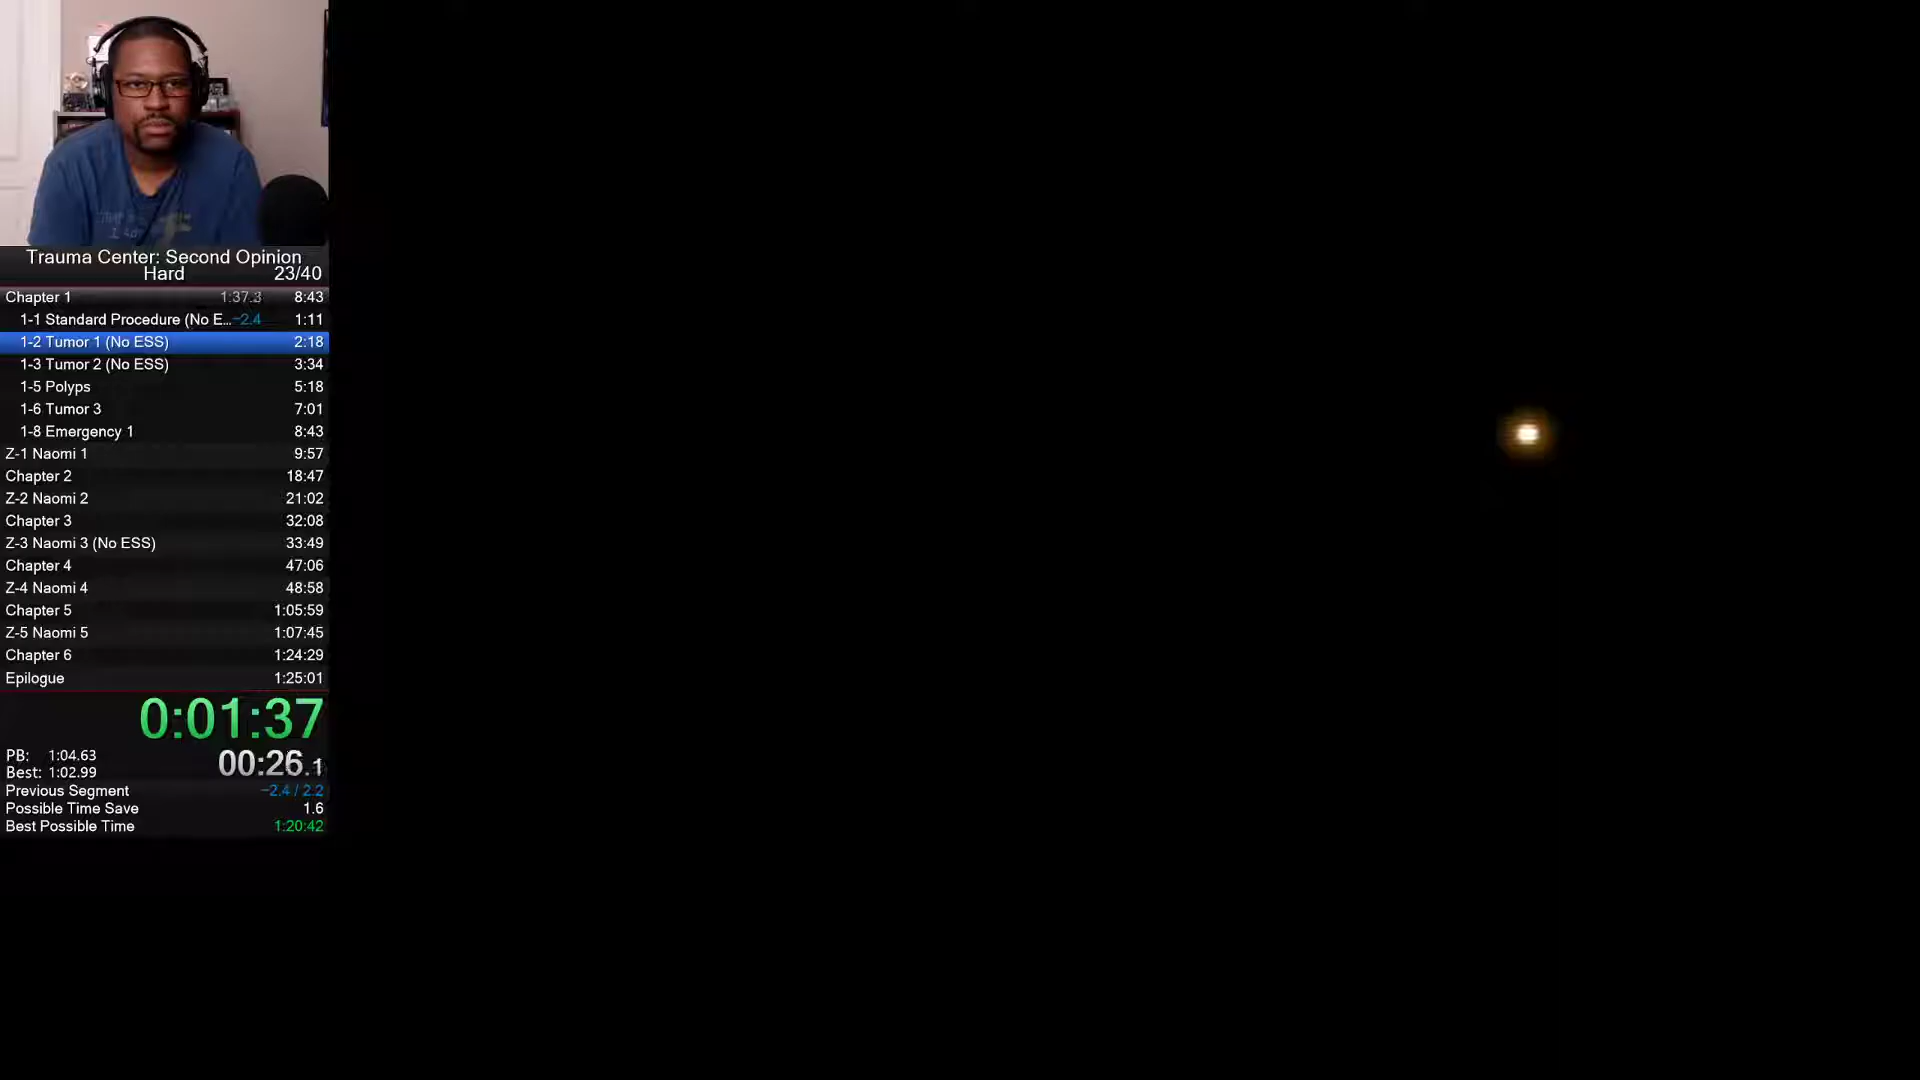 Trauma Center: Second Opinion
Hard 23/40
Chapter 1 1:37.3 8:43
1-1 Standard Procedure (No E... -2.4 1:11
1-2 Tumor 1 (No ESS) 2:18
1-3 Tumor 2 (No ESS) 3:34
1-5 Polyps 5:18
1-6 Tumor 3 7:01
1-8 Emergency 1 8:43
Z-1 Naomi 1 9:57
Chapter 2 18:47
Z-2 Naomi 2 21:02
Chapter 3 32:08
Z-3 Naomi 3 (No ESS) 33:49
Chapter 4 47:06
Z-4 Naomi 4 48:58
Chapter 5 1:05:59
Z-5 Naomi 5 1:07:45
Chapter 6 1:24:29
Epilogue 1:25:01
0:01:37
PB: 1:04.63 00:26.1
Best: 1:02.99
Previous Segment -2.4 / 2.2
Possible Time Save 1.6
Best Possible Time 1:20:42